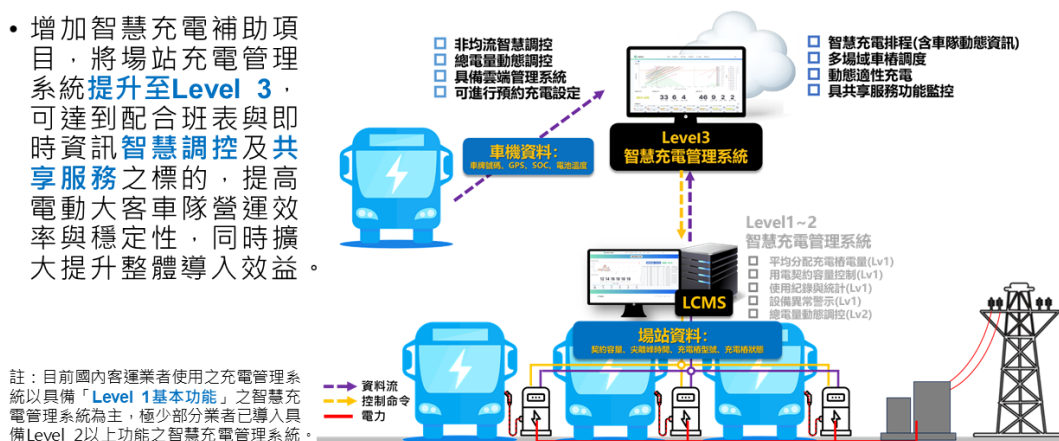 • 增加智慧充電補助項
目，將場站充電管理
系統提升至Level 3，
可達到配合班表與即
時資訊智慧調控及共
享服務之標的，提高
電動大客車隊營運效
率與穩定性，同時擴
大提升整體導入效益。
註：目前國內客運業者使用之充電管理系
統以具備「Level 1基本功能」之智慧充
電管理系統為主，極少部分業者已導入具
備Level 2以上功能之智慧充電管理系統。
非均流智慧調控
總電量動態調控
具備雲端管理系統
可進行預約充電設定
33 6 4 46 9 2 2
智慧充電排程(含車隊動態資訊)
多場域車樁調度
動態適性充電
具共享服務功能監控
Level3
智慧充電管理系統
車機資料：
車牌號碼、GPS、SOC、電池溫度
Level1~2
智慧充電管理系統
平均分配充電樁電量(Lv1)
用電契約容量控制(Lv1)
使用紀錄與統計(Lv1)
設備異常警示(Lv1)
總電量動態調控(Lv2)
LCMS
場站資料：
契約容量、尖離峰時間、充電樁型號、充電樁狀態
資料流
控制命令
電力